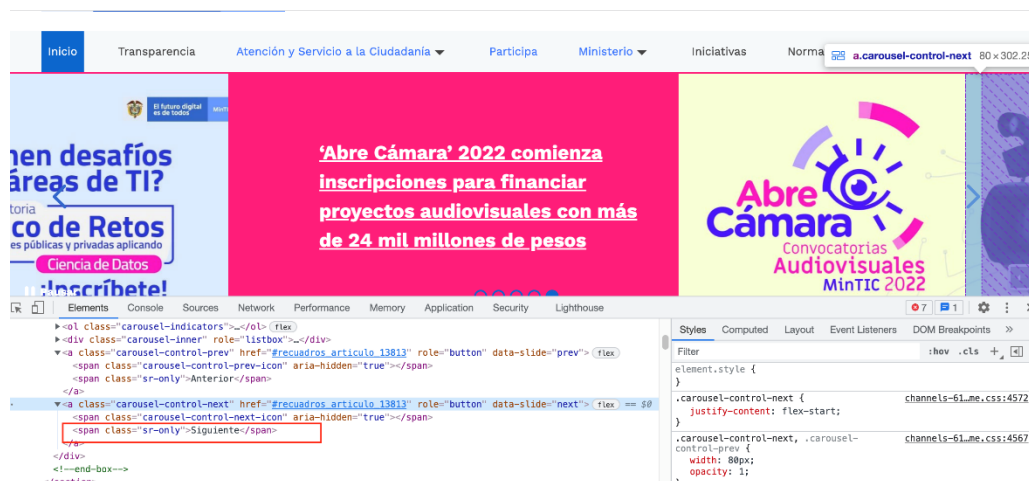 Inicio Transparencia Atención y Servicio a la Ciudadanía Participa Ministerio Iniciativas Norma
a.carousel-control-next 80 × 302.25
El futuro digital
es de todos
MinTI
nen desafíos
áreas de TI?
toria
co de Retos
es públicas y privadas aplicando
Ciencia de Datos
¡Inscríbete!
‘Abre Cámara’ 2022 comienza
inscripciones para financiar
proyectos audiovisuales con más
de 24 mil millones de pesos
Abre
Cámara
Convocatorias
Audiovisuales
MinTIC 2022
Elements Console Sources Network Performance Memory Application Security Lighthouse 7 1
<ol class="carousel-indicators">…</ol> flex
<div class="carousel-inner" role="listbox">…</div>
<a class="carousel-control-prev" href="#recuadros_articulo_13813" role="button" data-slide="prev"> flex
<span class="carousel-control-prev-icon" aria-hidden="true"></span>
<span class="sr-only">Anterior</span>
</a>
<a class="carousel-control-next" href="#recuadros_articulo_13813" role="button" data-slide="next"> flex == $0
<span class="carousel-control-next-icon" aria-hidden="true"></span>
<span class="sr-only">Siguiente</span>
</a>
</div>
<!--end-box-->
Styles Computed Layout Event Listeners DOM Breakpoints »
Filter :hov .cls +
element.style {
}
.carousel-control-next { channels-61…me.css:4572
justify-content: flex-start;
}
.carousel-control-next, .carousel- channels-61…me.css:4567
control-prev {
width: 80px;
opacity: 1;